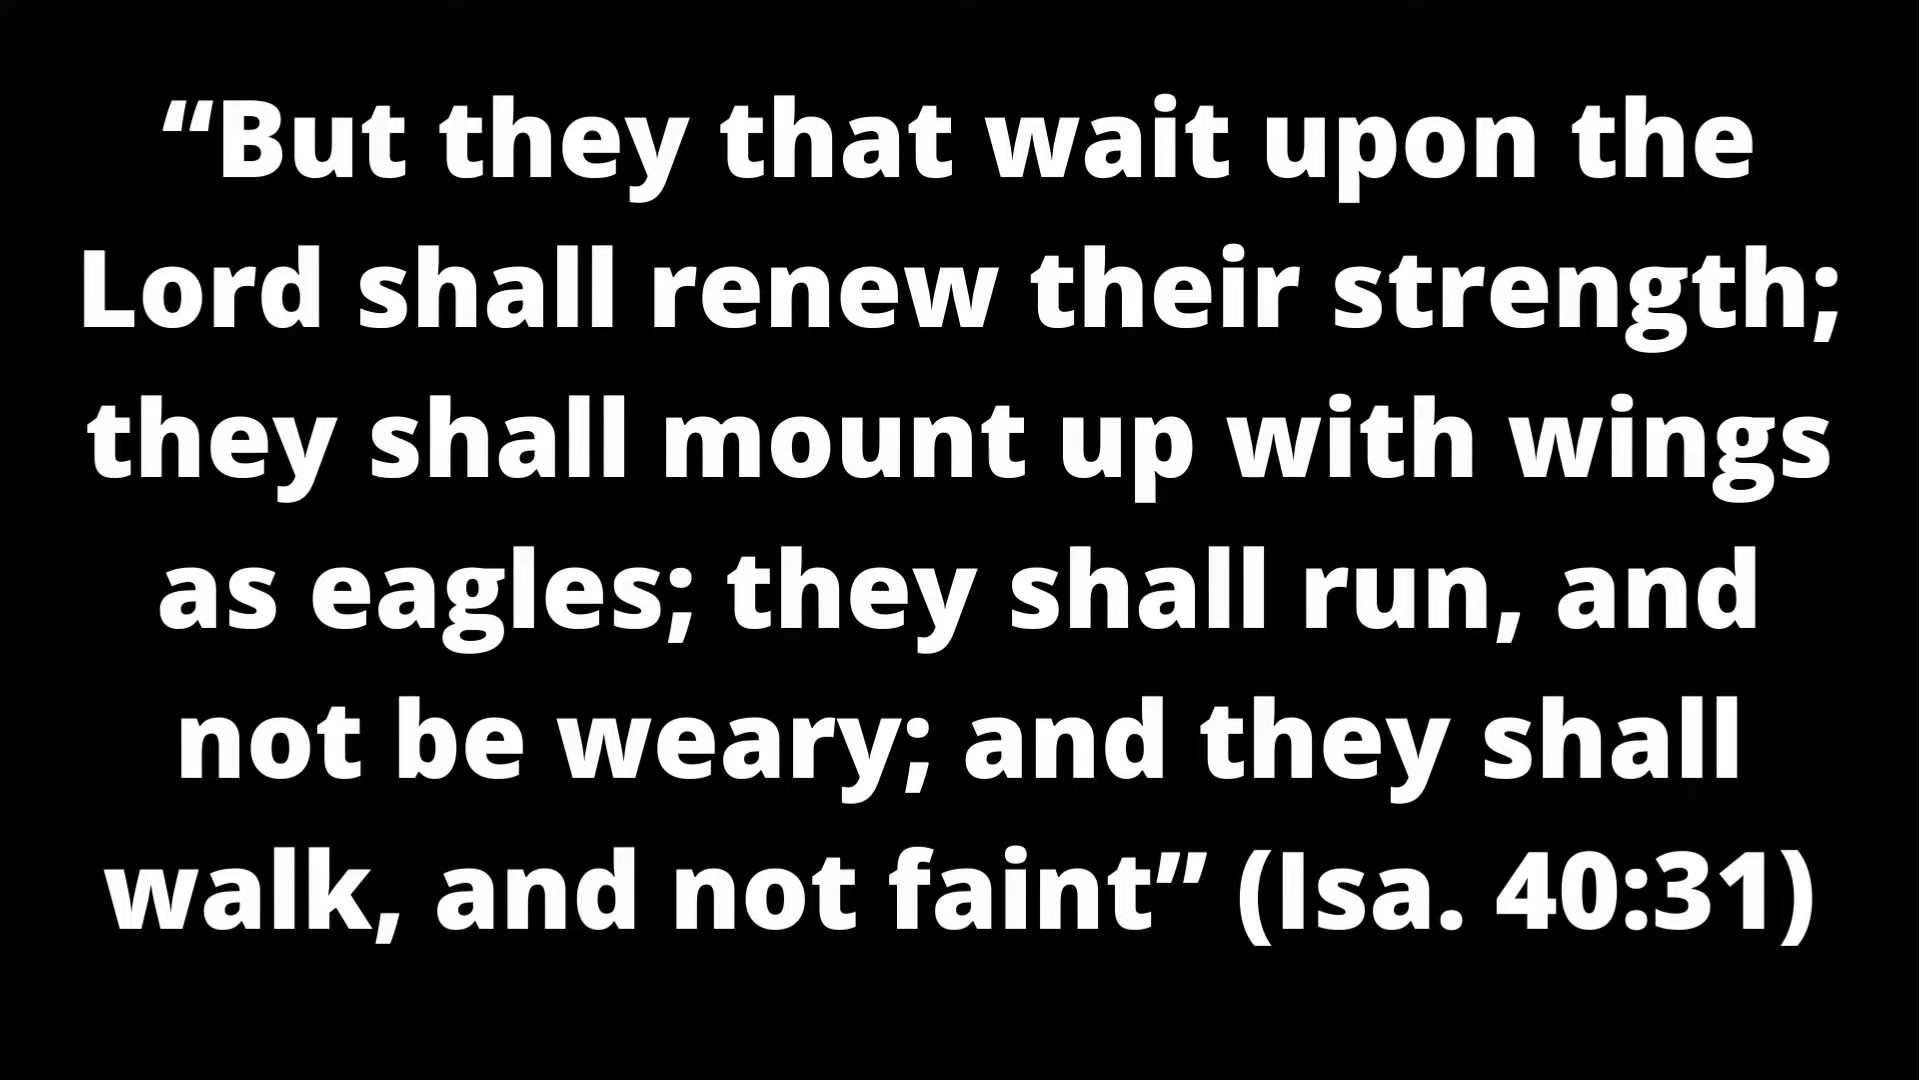 “But they that wait upon the
Lord shall renew their strength;
they shall mount up with wings
as eagles; they shall run, and
not be weary; and they shall
walk, and not faint” (Isa. 40:31)